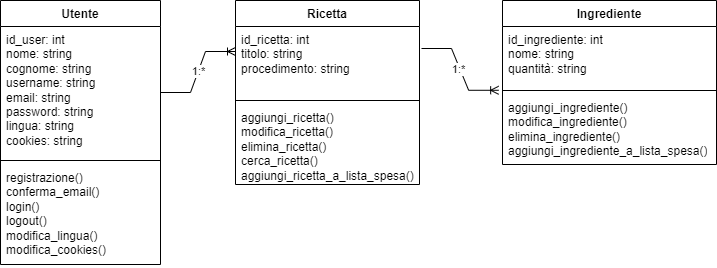 Utente
id_user: int
nome: string
cognome: string
username: string
email: string
password: string
lingua: string
cookies: string
registrazione()
conferma_email()
login()
logout()
modifica_lingua()
modifica_cookies()
1:*
Ricetta
id_ricetta: int
titolo: string
procedimento: string
aggiungi_ricetta()
modifica_ricetta()
elimina_ricetta()
cerca_ricetta()
aggiungi_ricetta_a_lista_spesa()
1:*
Ingrediente
id_ingrediente: int
nome: string
quantità: string
aggiungi_ingrediente()
modifica_ingrediente()
elimina_ingrediente()
aggiungi_ingrediente_a_lista_spesa()